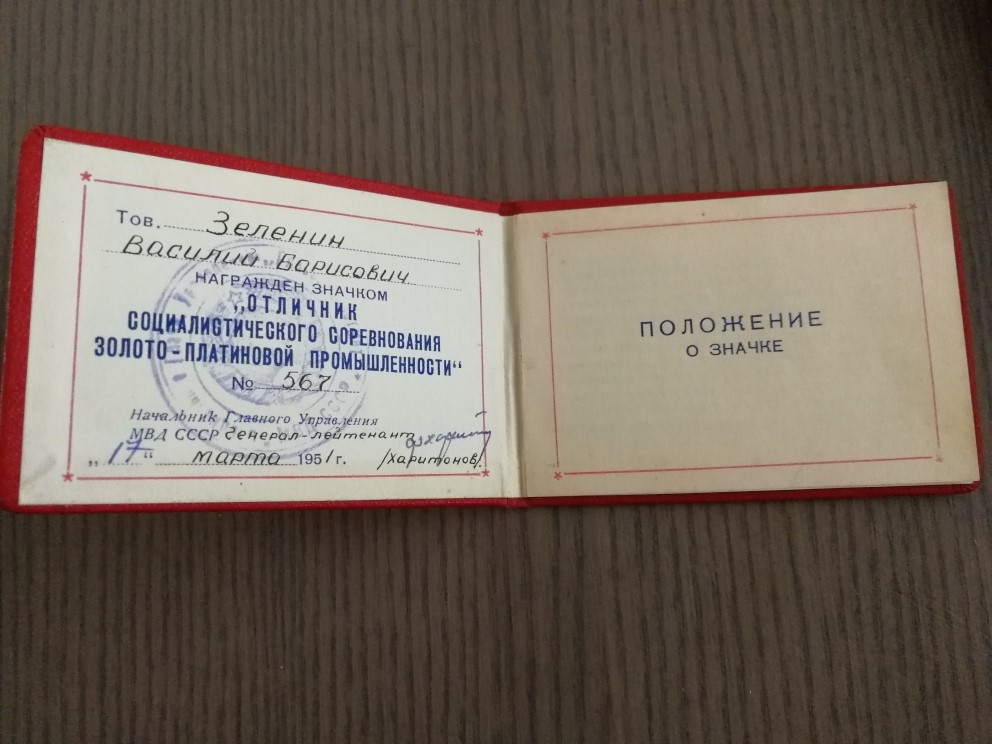 Тов. Зеленин
Василий Барисович
НАГРАЖДЕН ЗНАЧКОМ
„ОТЛИЧНИК
СОЦИАЛИСТИЧЕСКОГО СОРЕВНОВАНИЯ
ЗОЛОТО-ПЛАТИНОВОЙ ПРОМЫШЛЕННОСТИ“
№ 567
Начальник Главного Управления
МВД СССР генерал-лейтенант
„17“ марта 1951 г. /Харитонов/
ПОЛОЖЕНИЕ
О ЗНАЧКЕ